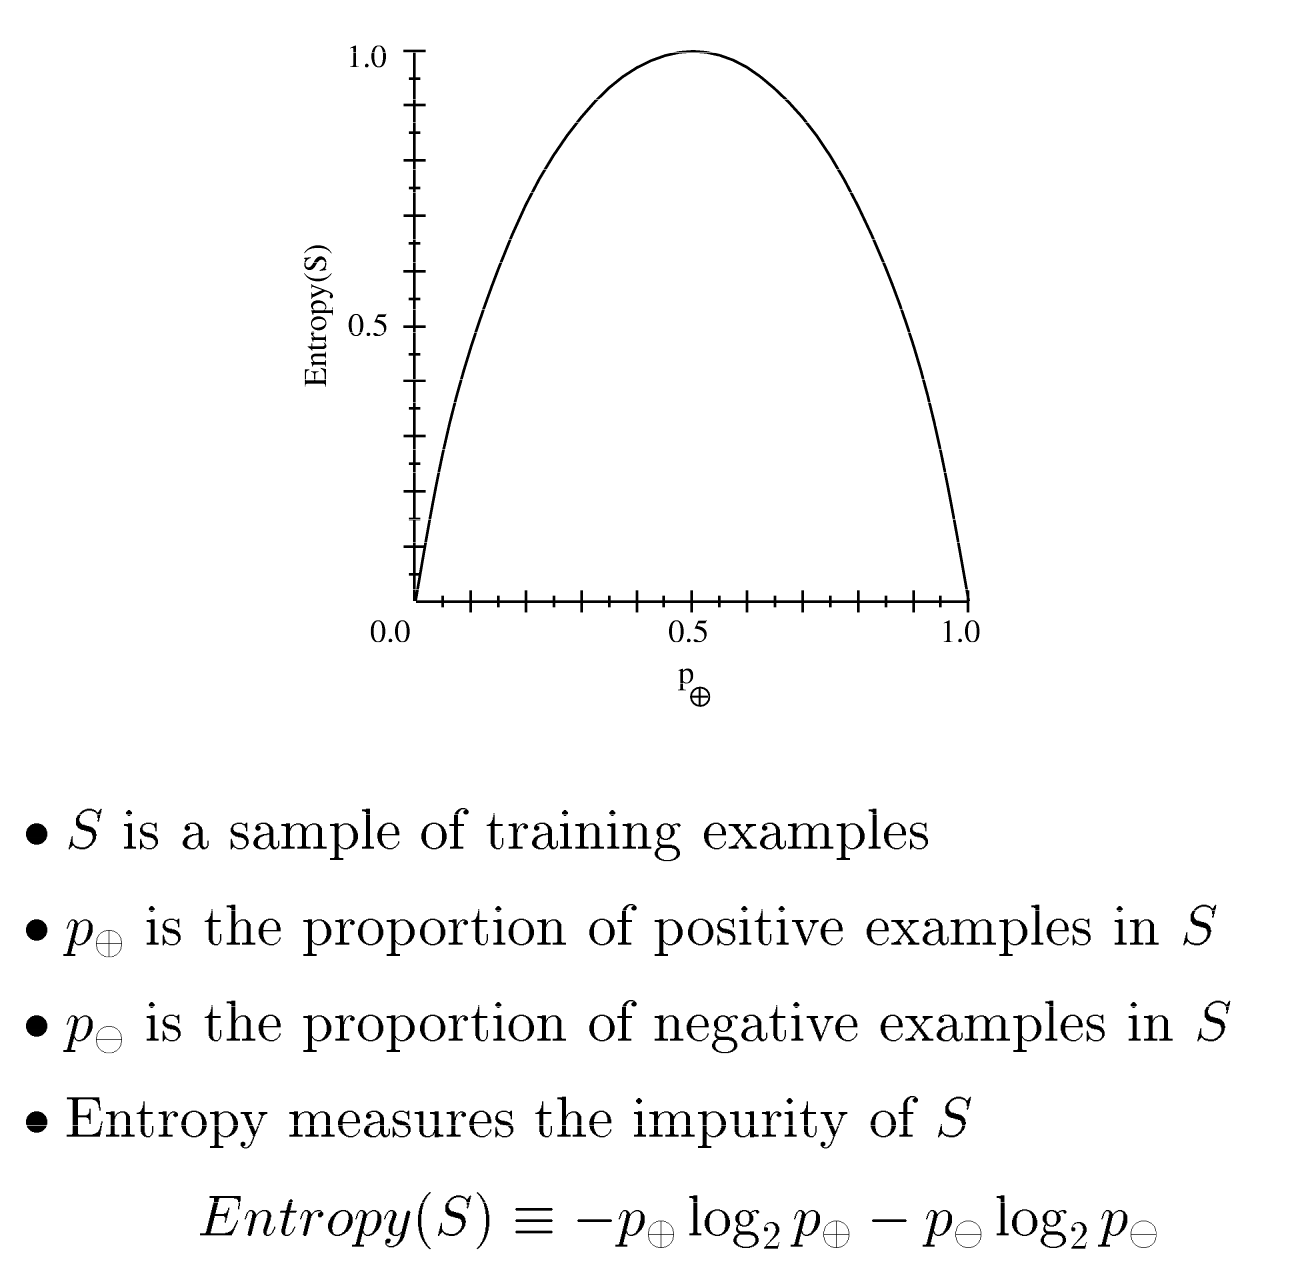 1.0
Entropy(S)
0.5
0.0 0.5 1.0
p⊕
• S is a sample of training examples
• p⊕ is the proportion of positive examples in S
• p⊖ is the proportion of negative examples in S
• Entropy measures the impurity of S
Entropy(S) ≡ −p⊕ log₂ p⊕ − p⊖ log₂ p⊖